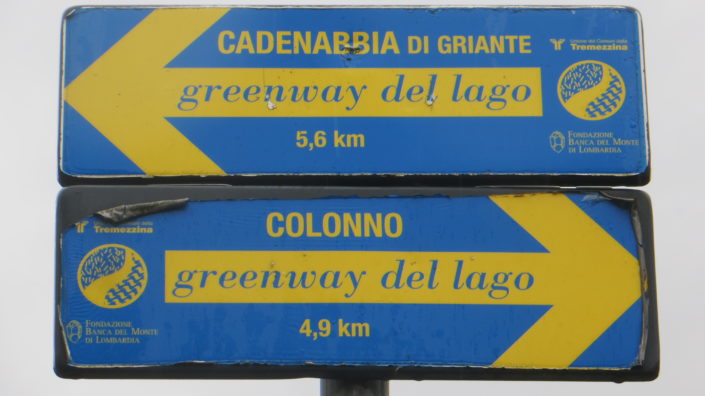 CADENABBIA DI GRIANTE
Tremezzina
greenway del lago
5,6 km
FONDAZIONE
BANCA DEL MONTE
DI LOMBARDIA
COLONNO
Tremezzina
greenway del lago
4,9 km
FONDAZIONE
BANCA DEL MONTE
DI LOMBARDIA